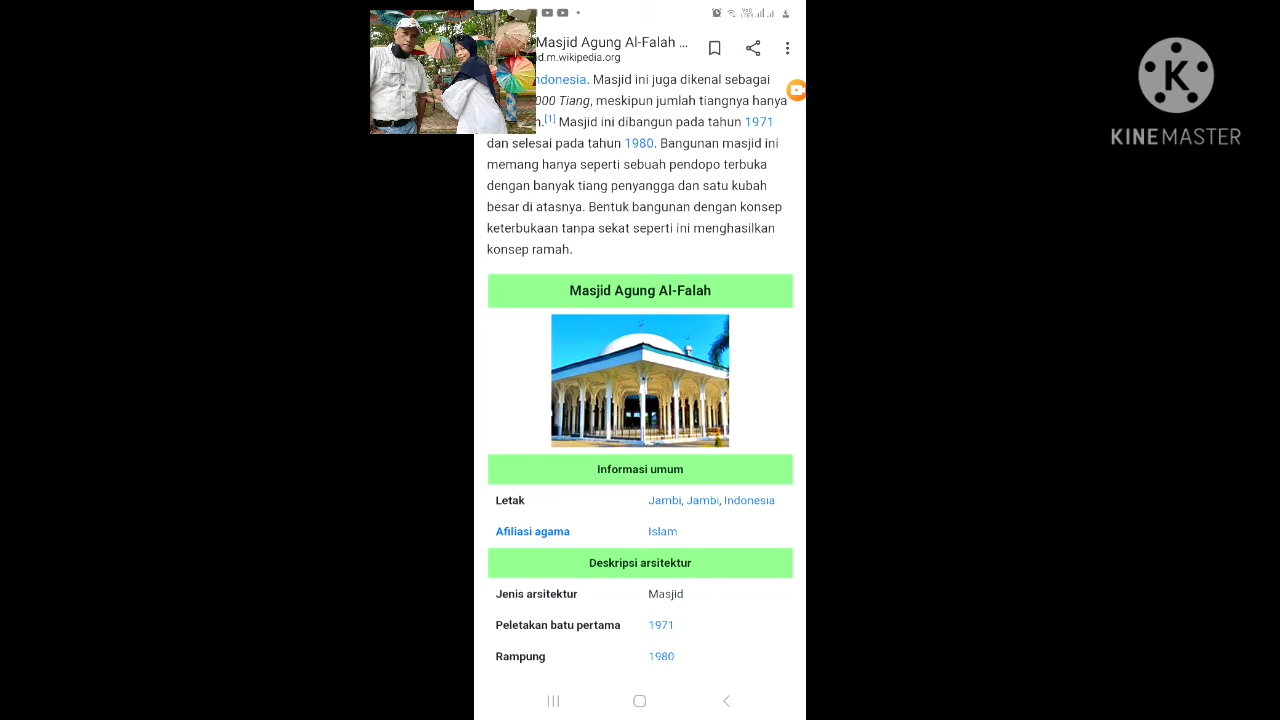 Masjid Agung Al-Falah ...
id.m.wikipedia.org
ndonesia. Masjid ini juga dikenal sebagai
000 Tiang, meskipun jumlah tiangnya hanya
n.[1] Masjid ini dibangun pada tahun 1971
dan selesai pada tahun 1980. Bangunan masjid ini
memang hanya seperti sebuah pendopo terbuka
dengan banyak tiang penyangga dan satu kubah
besar di atasnya. Bentuk bangunan dengan konsep
keterbukaan tanpa sekat seperti ini menghasilkan
konsep ramah.
Masjid Agung Al-Falah
Informasi umum
Letak Jambi, Jambi, Indonesia
Afiliasi agama Islam
Deskripsi arsitektur
Jenis arsitektur Masjid
Peletakan batu pertama 1971
Rampung 1980
K
KINEMASTER